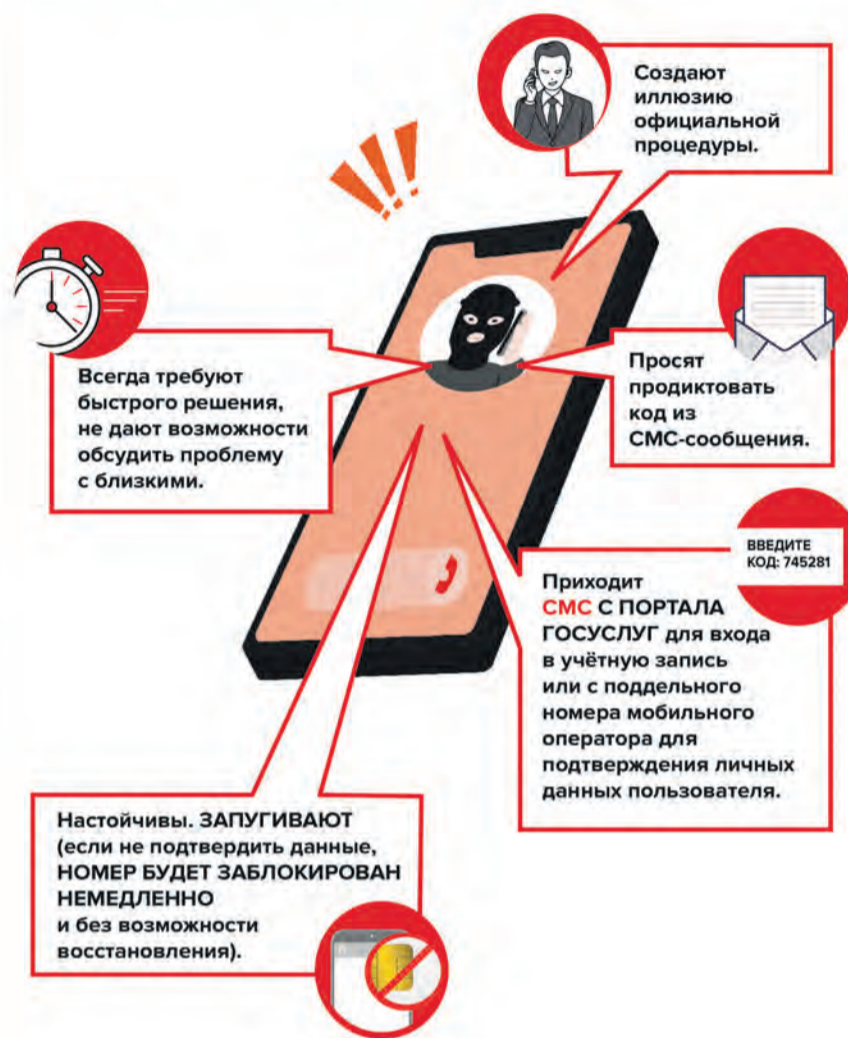 Создают
иллюзию
официальной
процедуры.
Всегда требуют
быстрого решения,
не дают возможности
обсудить проблему
с близкими.
Просят
продиктовать
код из
СМС-сообщения.
ВВЕДИТЕ
КОД: 745281
Приходит
СМС С ПОРТАЛА
ГОСУСЛУГ для входа
в учётную запись
или с поддельного
номера мобильного
оператора для
подтверждения личных
данных пользователя.
Настойчивы. ЗАПУГИВАЮТ
(если не подтвердить данные,
НОМЕР БУДЕТ ЗАБЛОКИРОВАН
НЕМЕДЛЕННО
и без возможности
восстановления).